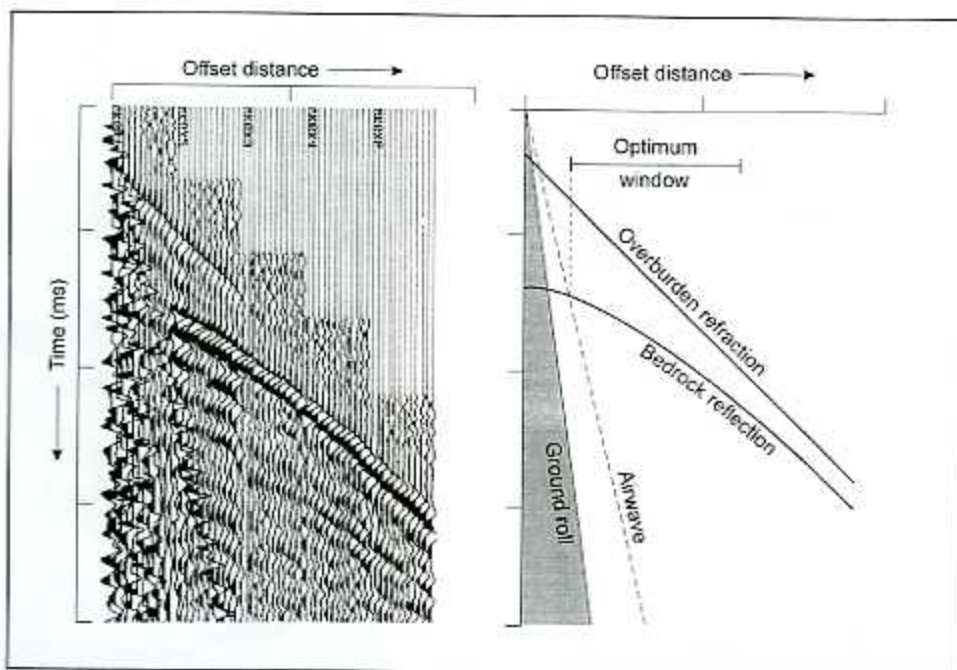 Offset distance
Time (ms)
Offset distance
Optimum
window
Overburden refraction
Bedrock reflection
Ground roll
Airwave